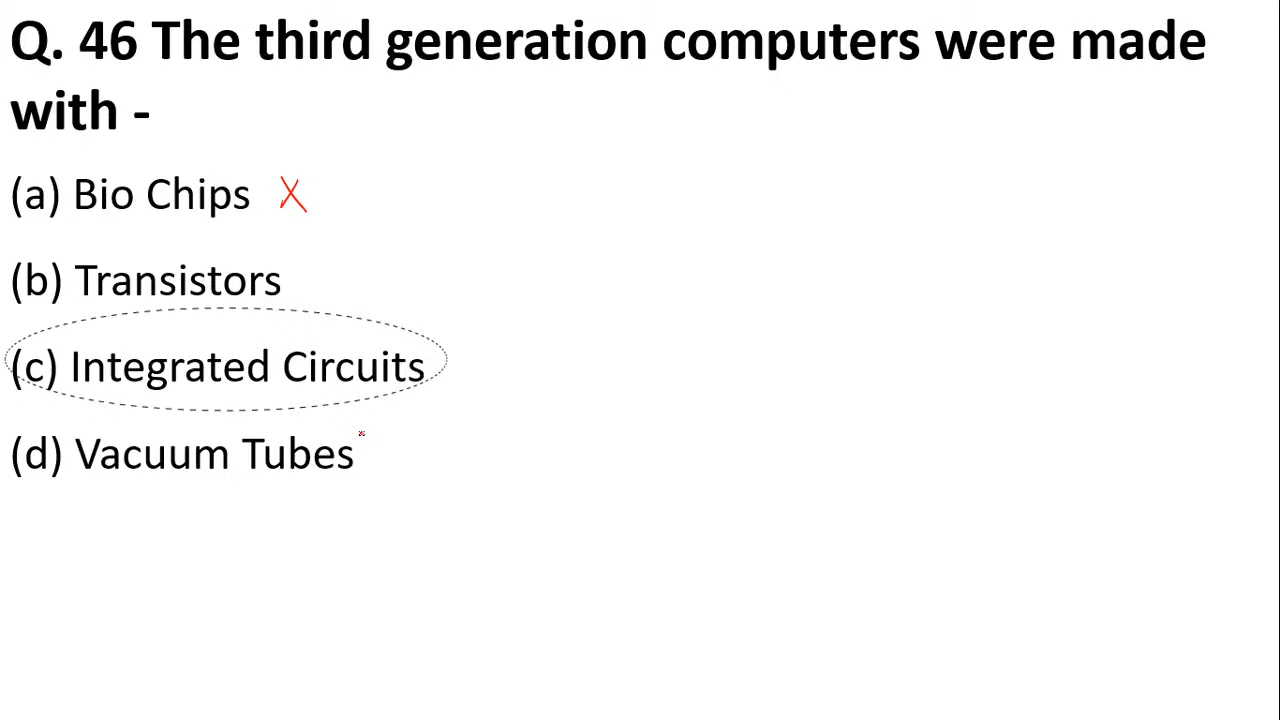 Q. 46 The third generation computers were made
with -
(a) Bio Chips
(b) Transistors
(c) Integrated Circuits
(d) Vacuum Tubes